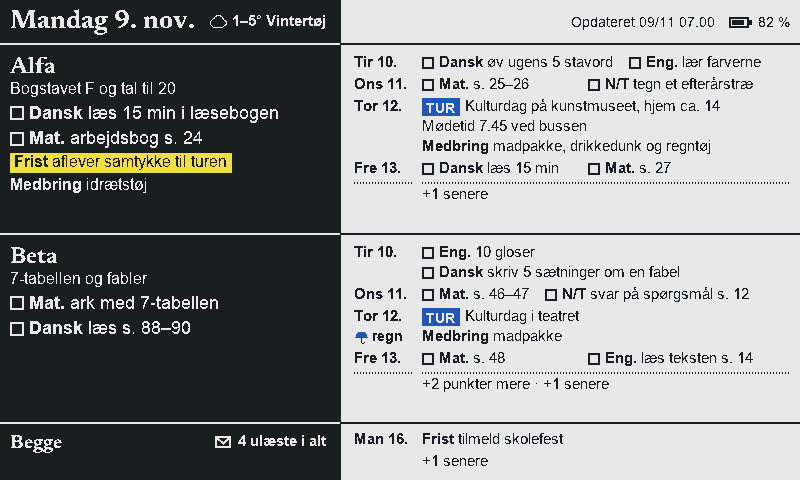 Mandag 9. nov. 1–5° Vintertøj
Opdateret 09/11 07.00 82 %
Alfa
Bogstavet F og tal til 20
Dansk læs 15 min i læsebogen
Mat. arbejdsbog s. 24
Frist aflever samtykke til turen
Medbring idrætstøj
Tir 10. Dansk øv ugens 5 stavord Eng. lær farverne
Ons 11. Mat. s. 25–26 N/T tegn et efterårstræ
Tor 12. TUR Kulturdag på kunstmuseet, hjem ca. 14
Mødetid 7.45 ved bussen
Medbring madpakke, drikkedunk og regntøj
Fre 13. Dansk læs 15 min Mat. s. 27
+1 senere
Beta
7-tabellen og fabler
Mat. ark med 7-tabellen
Dansk læs s. 88–90
Tir 10. Eng. 10 gloser
Dansk skriv 5 sætninger om en fabel
Ons 11. Mat. s. 46–47 N/T svar på spørgsmål s. 12
Tor 12. TUR Kulturdag i teatret
regn Medbring madpakke
Fre 13. Mat. s. 48 Eng. læs teksten s. 14
+2 punkter mere · +1 senere
Begge 4 ulæste i alt
Man 16. Frist tilmeld skolefest
+1 senere